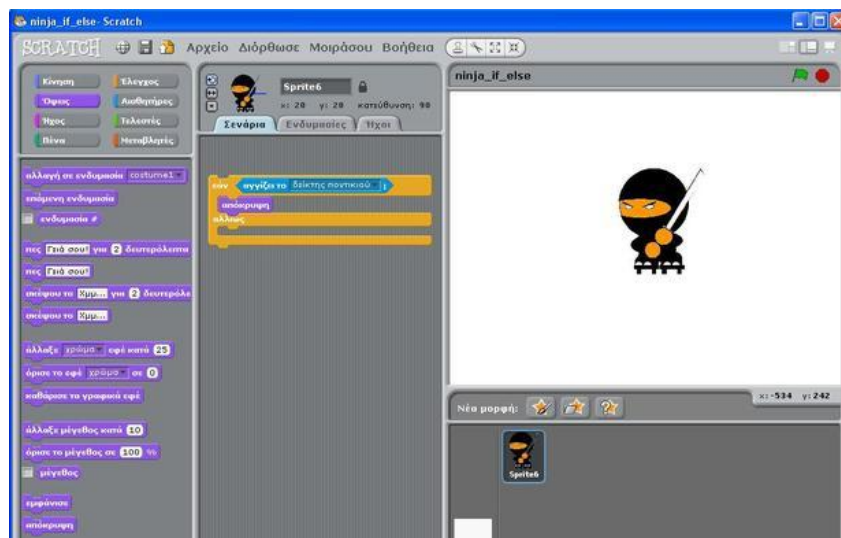 ninja_if_else- Scratch
SCRATCH Αρχείο Διόρθωσε Μοιράσου Βοήθεια
Κίνηση Έλεγχος
Όψεις Αισθητήρες
Ήχος Τελεστές
Πένα Μεταβλητές
αλλαγή σε ενδυμασία costume1
επόμενη ενδυμασία
ενδυμασία #
πες Γειά σου! για 2 δευτερόλεπτα
πες Γειά σου!
σκέψου το Χμμ... για 2 δευτερόλε
σκέψου το Χμμ...
άλλαξε χρώμα εφέ κατά 25
όρισε το εφέ χρώμα σε 0
καθάρισε τα γραφικά εφέ
άλλαξε μέγεθος κατά 10
όρισε το μέγεθος σε 100 %
μέγεθος
εμφάνισε
απόκρυψη
Sprite6
x: 20 y: 20 κατεύθυνση: 90
Σενάρια Ενδυμασίες Ήχοι
εάν αγγίζει το δείκτης ποντικιού ;
απόκρυψη
αλλιώς
ninja_if_else
x: -534 y: 242
Νέα μορφή:
Sprite6